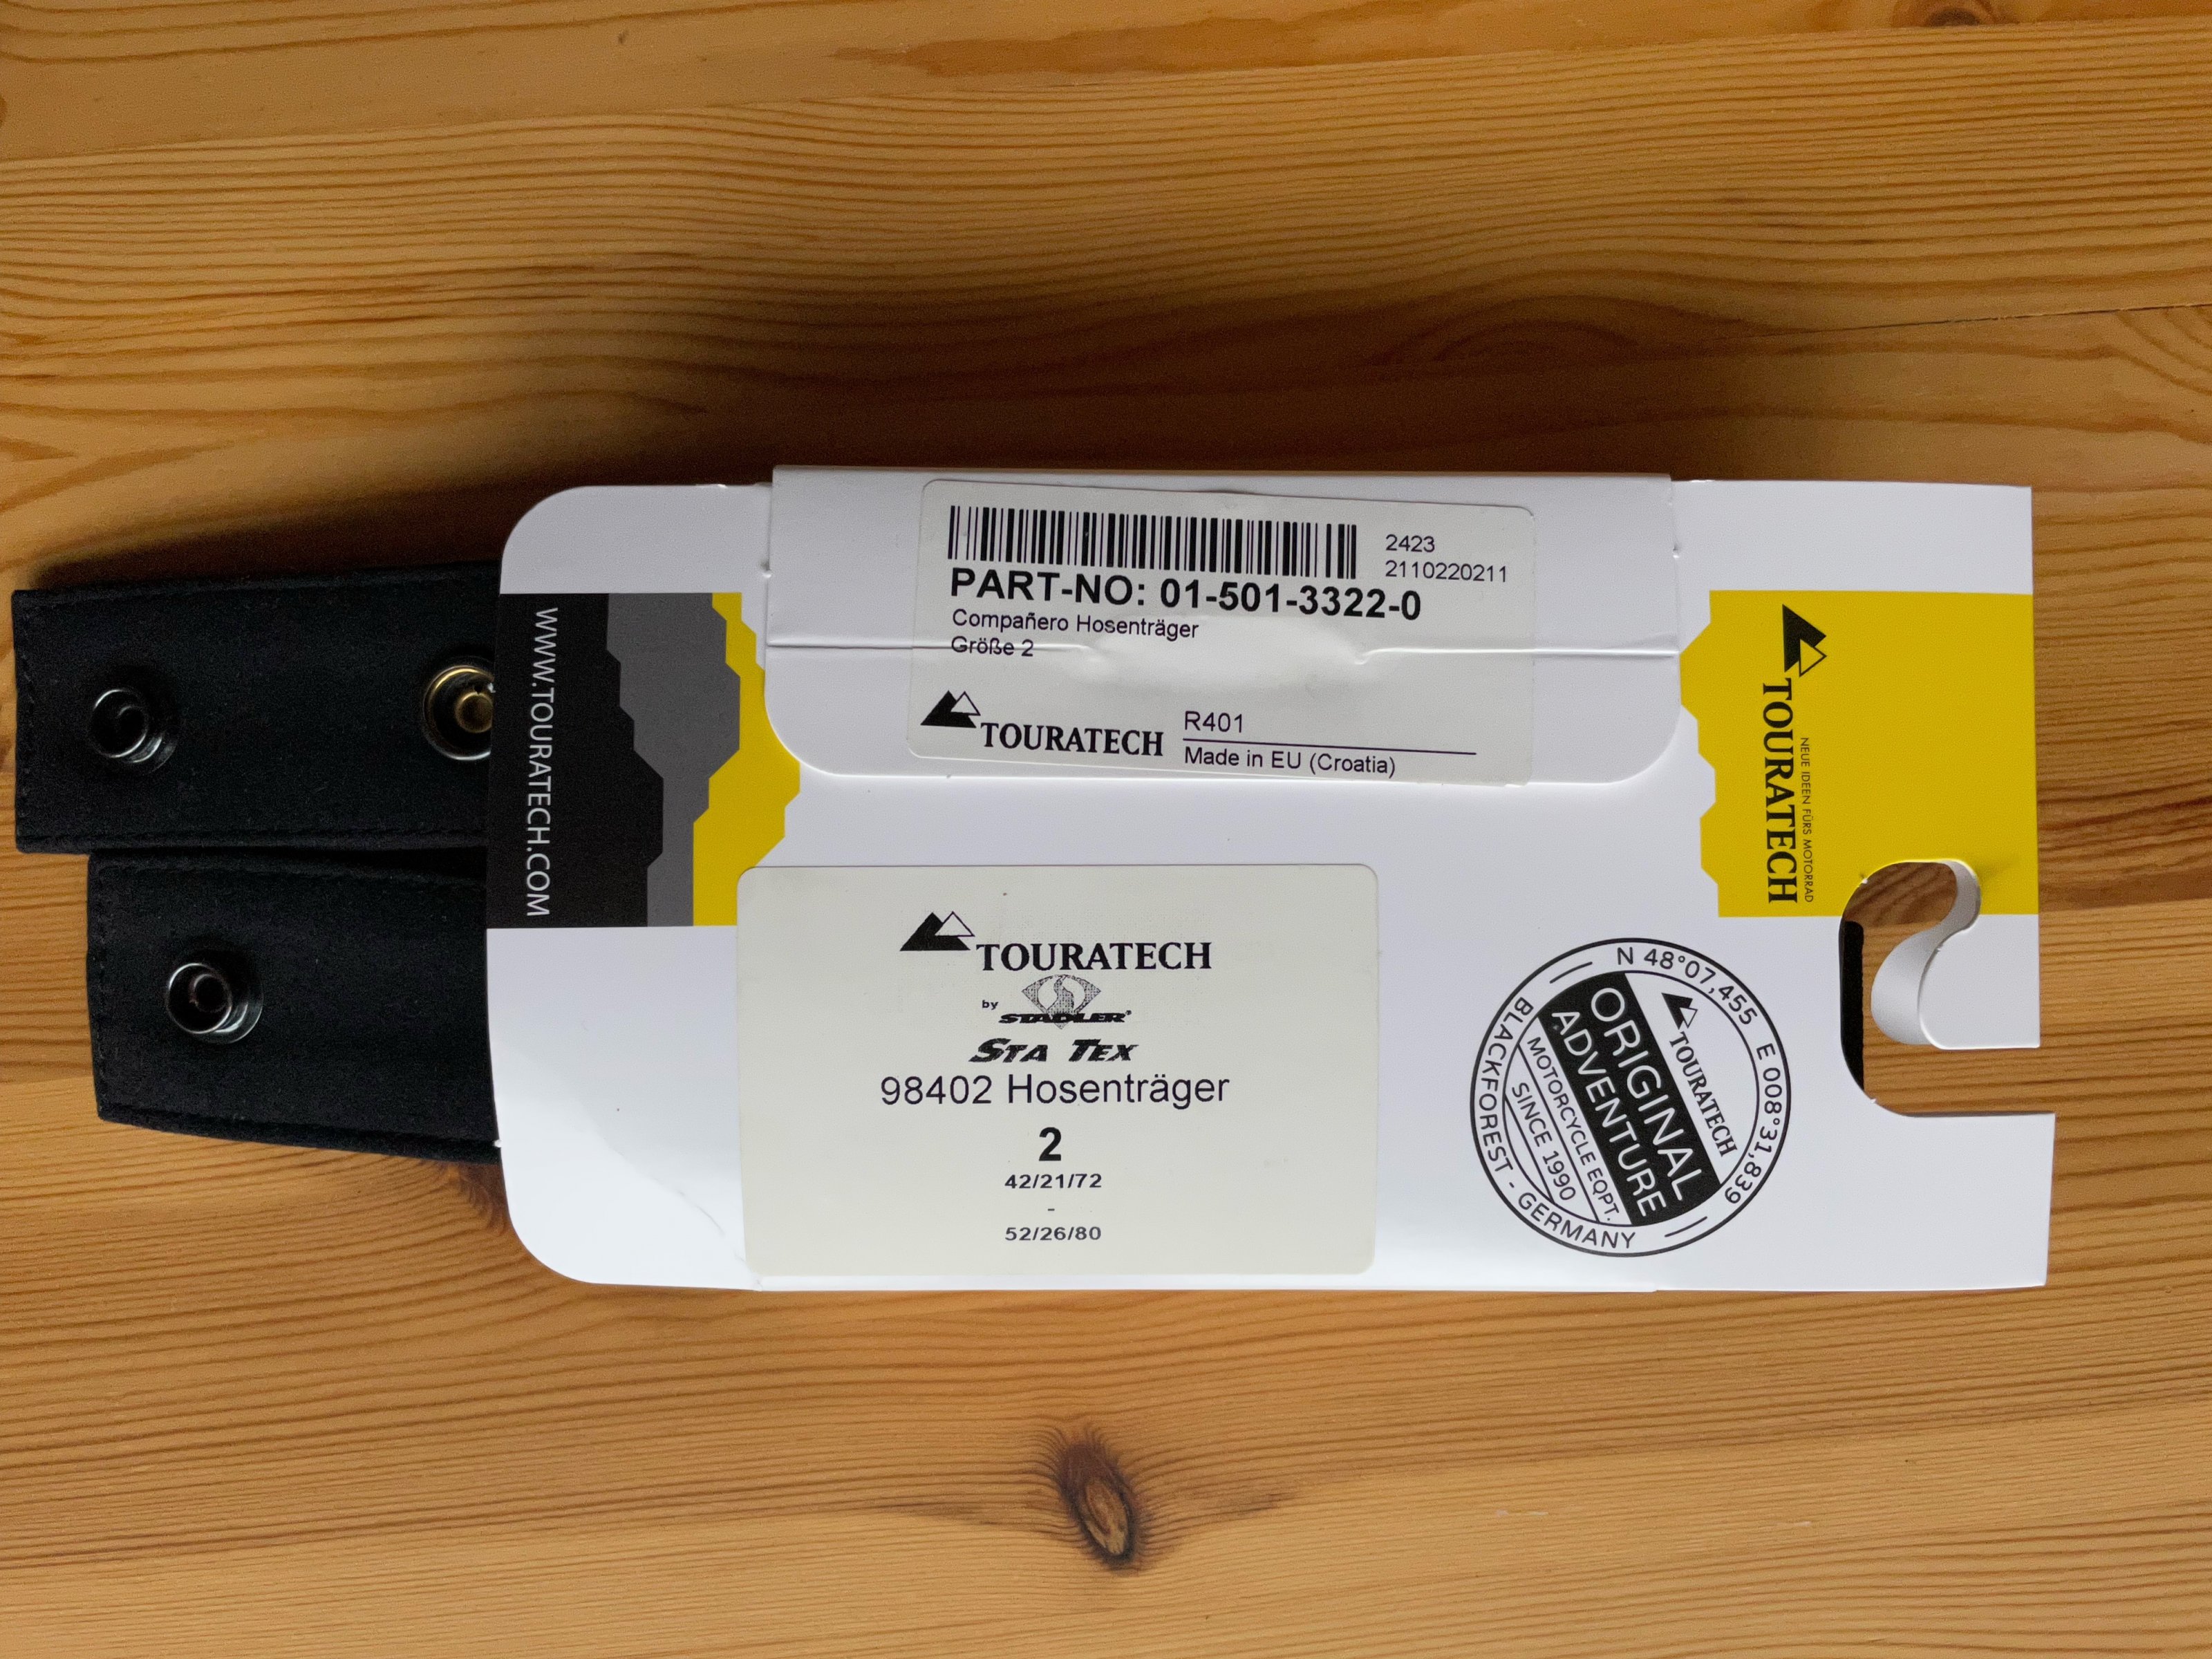 2423
2110220211
PART-NO: 01-501-3322-0
Compañero Hosenträger
Größe 2
TOURATECH
R401
Made in EU (Croatia)
WWW.TOURATECH.COM
TOURATECH
by STADLER®
STA TEX
98402 Hosenträger
2
42/21/72
-
52/26/80
TOURATECH
NEUE IDEEN FÜRS MOTORRAD
N 48°07,455 E 008°31,839
TOURATECH
ORIGINAL
ADVENTURE
MOTORCYCLE EQPT.
SINCE 1990
BLACKFOREST - GERMANY